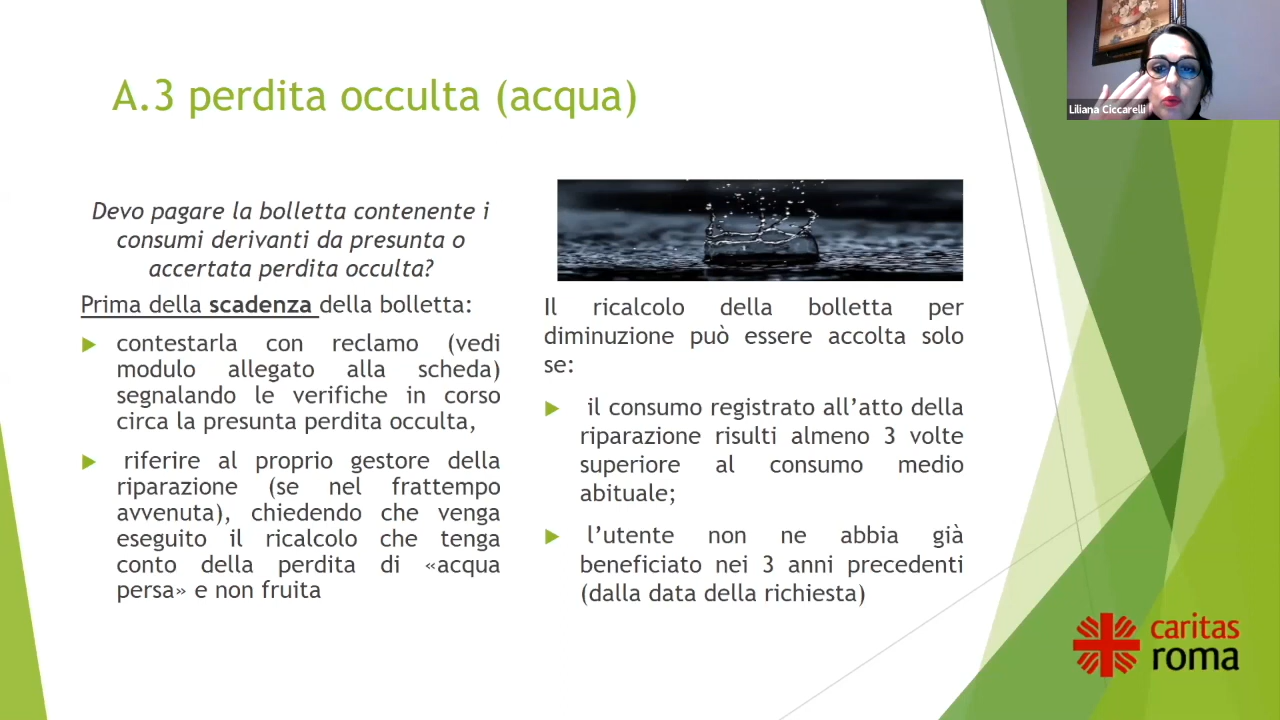 A.3 perdita occulta (acqua)
Devo pagare la bolletta contenente i
consumi derivanti da presunta o
accertata perdita occulta?
Prima della scadenza della bolletta:
contestarla con reclamo (vedi
modulo allegato alla scheda)
segnalando le verifiche in corso
circa la presunta perdita occulta,
riferire al proprio gestore della
riparazione (se nel frattempo
avvenuta), chiedendo che venga
eseguito il ricalcolo che tenga
conto della perdita di «acqua
persa» e non fruita
Il ricalcolo della bolletta per
diminuzione può essere accolta solo
se:
il consumo registrato all’atto della
riparazione risulti almeno 3 volte
superiore al consumo medio
abituale;
l’utente non ne abbia già
beneficiato nei 3 anni precedenti
(dalla data della richiesta)
Liliana Ciccarelli
caritas
roma